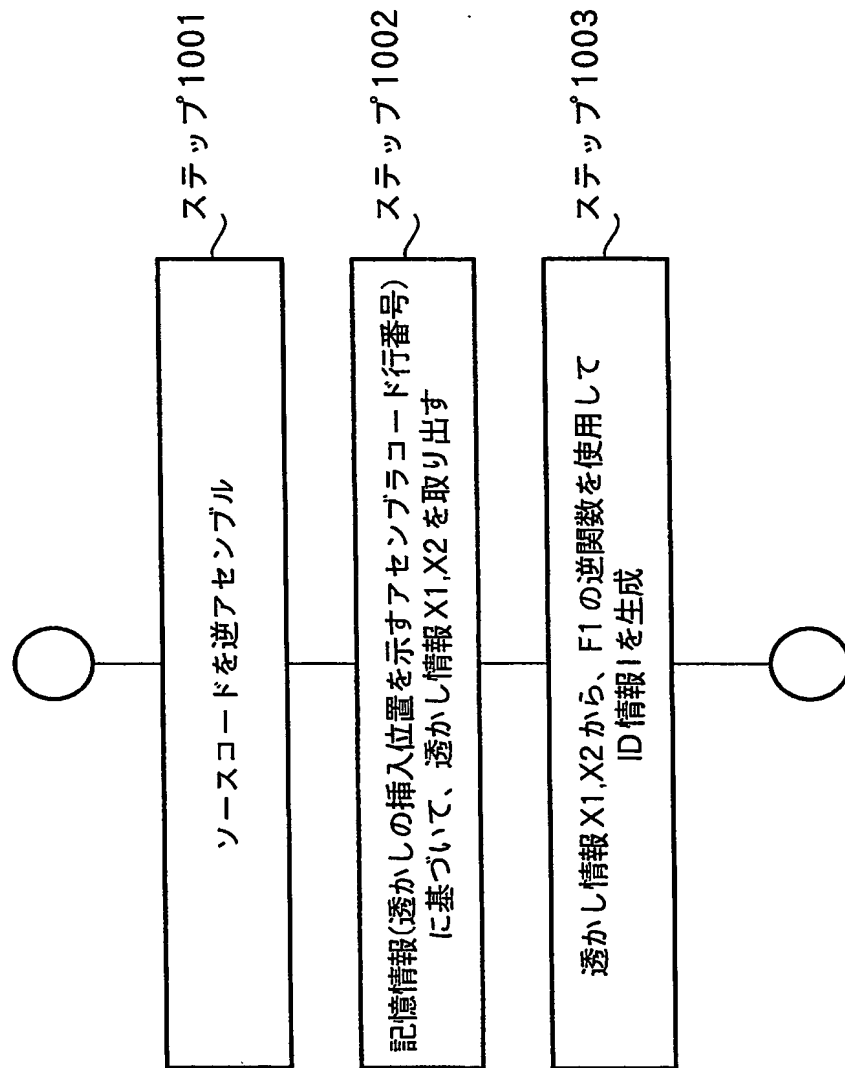 ソースコードを逆アセンブル
ステップ1001
記憶情報(透かしの挿入位置を示すアセンブラコード行番号)
に基づいて、透かし情報X1,X2を取り出す
ステップ1002
透かし情報X1,X2から、F1の逆関数を使用して
ID情報Iを生成
ステップ1003